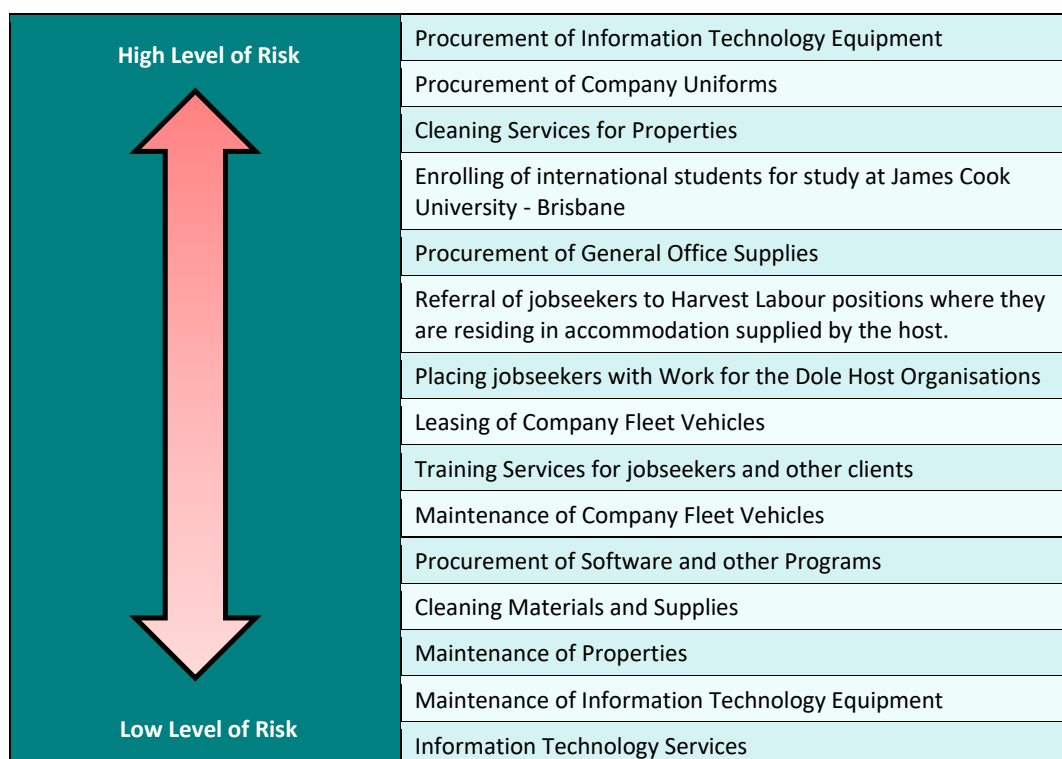 High Level of Risk
Procurement of Information Technology Equipment
Procurement of Company Uniforms
Cleaning Services for Properties
Enrolling of international students for study at James Cook
University - Brisbane
Procurement of General Office Supplies
Referral of jobseekers to Harvest Labour positions where they
are residing in accommodation supplied by the host.
Placing jobseekers with Work for the Dole Host Organisations
Leasing of Company Fleet Vehicles
Training Services for jobseekers and other clients
Maintenance of Company Fleet Vehicles
Procurement of Software and other Programs
Cleaning Materials and Supplies
Maintenance of Properties
Maintenance of Information Technology Equipment
Low Level of Risk
Information Technology Services